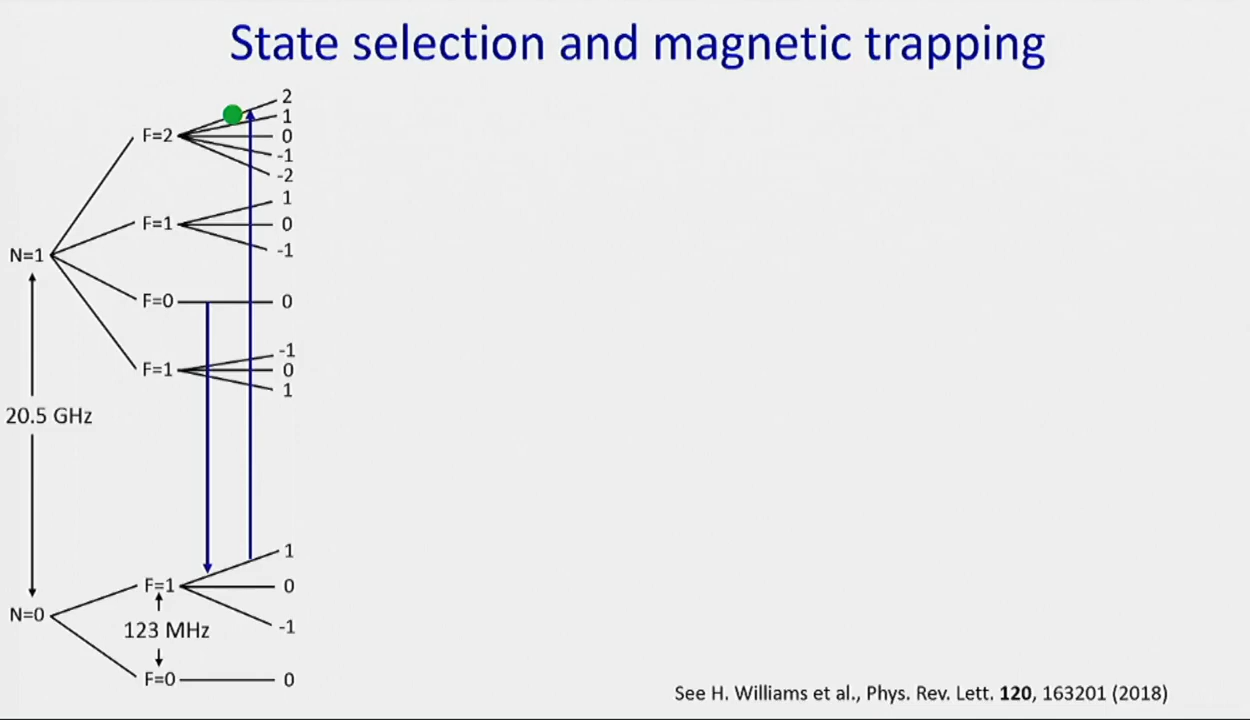 State selection and magnetic trapping
2
F=2
1
0
-1
-2
1
F=1
0
-1
N=1
F=0
0
-1
F=1
0
1
20.5 GHz
1
F=1
0
N=0
-1
123 MHz
F=0
0
See H. Williams et al., Phys. Rev. Lett. 120, 163201 (2018)